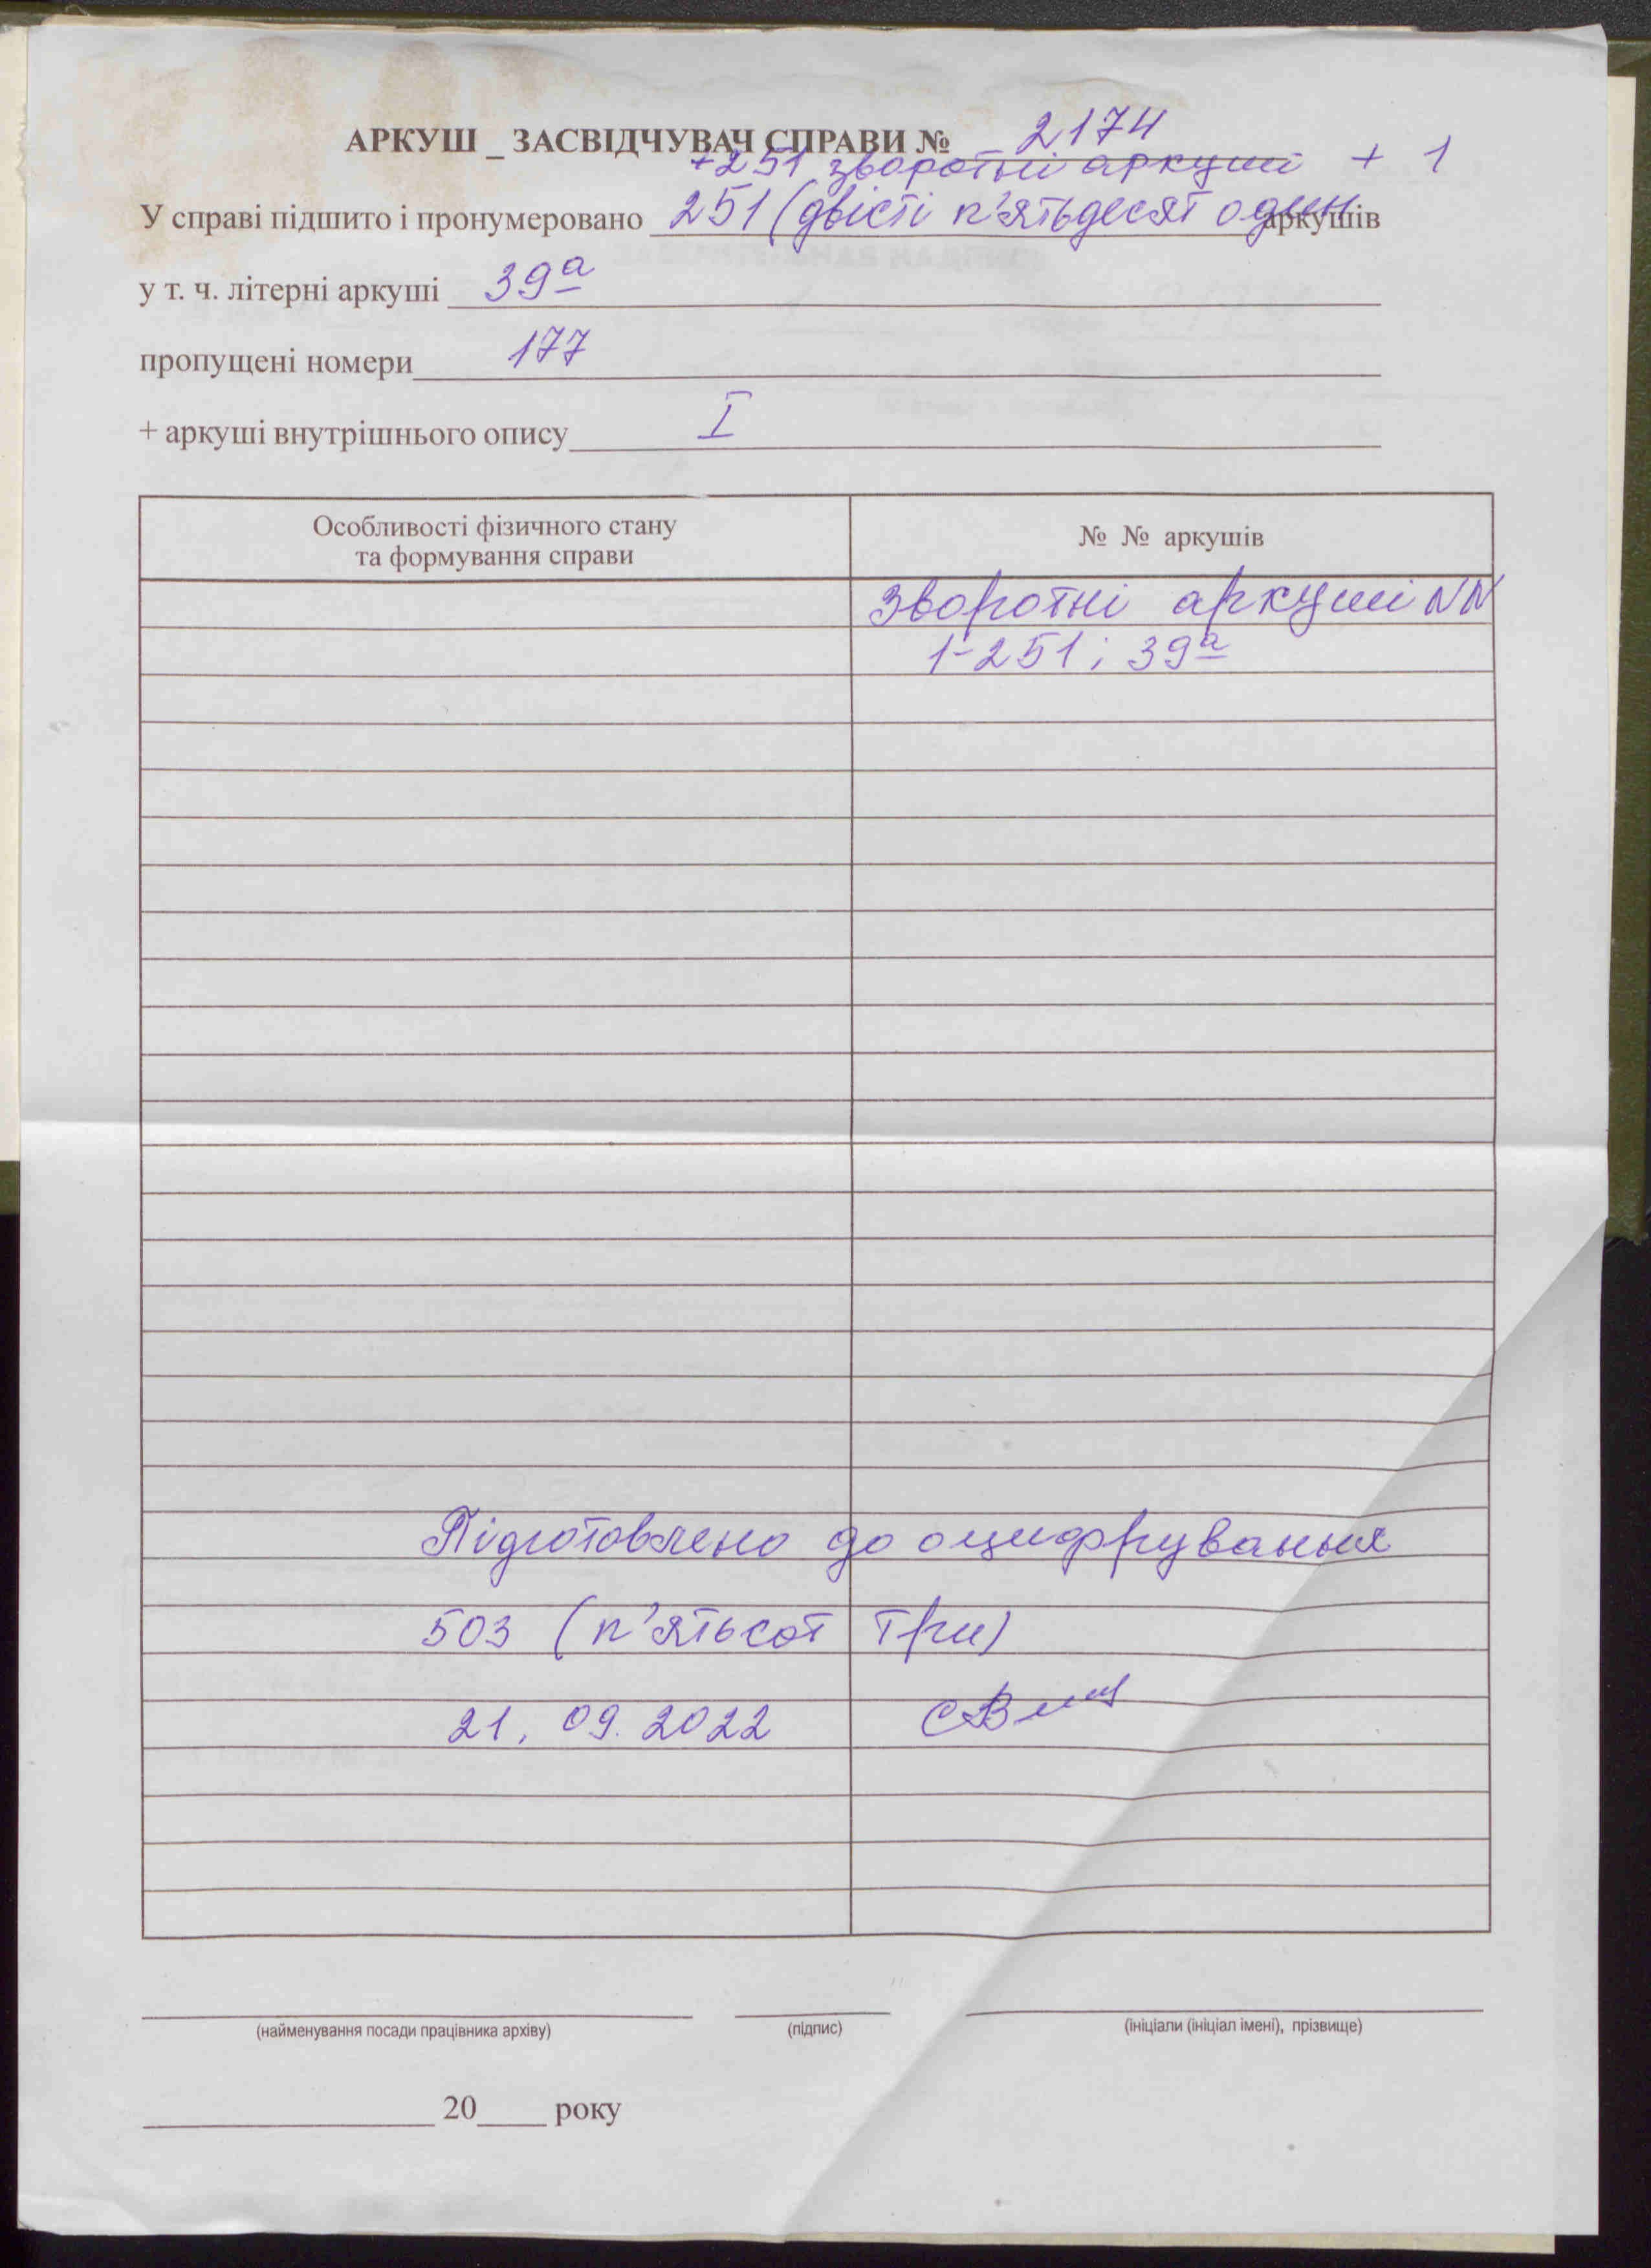 АРКУШ _ ЗАСВІДЧУВАЧ СПРАВИ № 2174
+251 зворотні аркуші + 1
У справі підшито і пронумеровано 251 (двісті п'ятьдесят один аркушів
у т. ч. літерні аркуші 39а
пропущені номери 177
+ аркуші внутрішнього опису I
Особливості фізичного стану
та формування справи
№ № аркушів
Зворотні аркуші NN
1-251; 39а
Підготовлено до оцифрування
503 (п'ятьсот три)
21. 09. 2022
(найменування посади працівника архіву) (підпис) (ініціали (ініціал імені), прізвище)
20 року